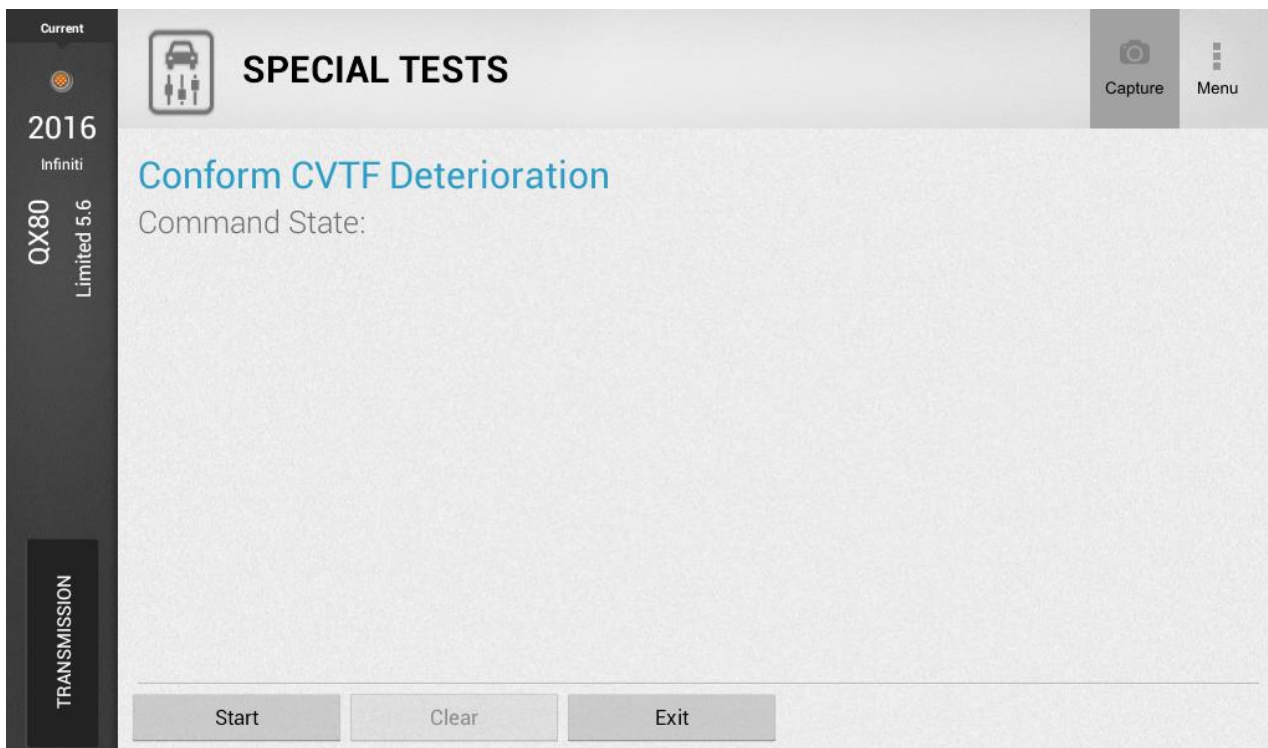 Current
2016
Infiniti
QX80
Limited 5.6
TRANSMISSION
SPECIAL TESTS
Capture
Menu
Conform CVTF Deterioration
Command State:
Start
Clear
Exit